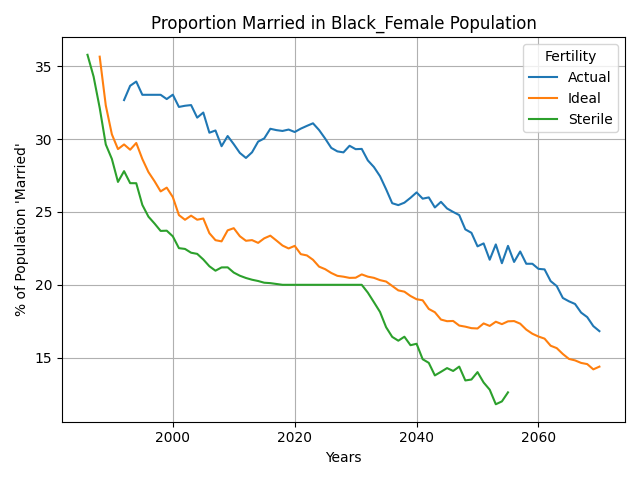 Proportion Married in Black_Female Population
% of Population 'Married'
35
30
25
20
15
Fertility
Actual
Ideal
Sterile
2000 2020 2040 2060
Years